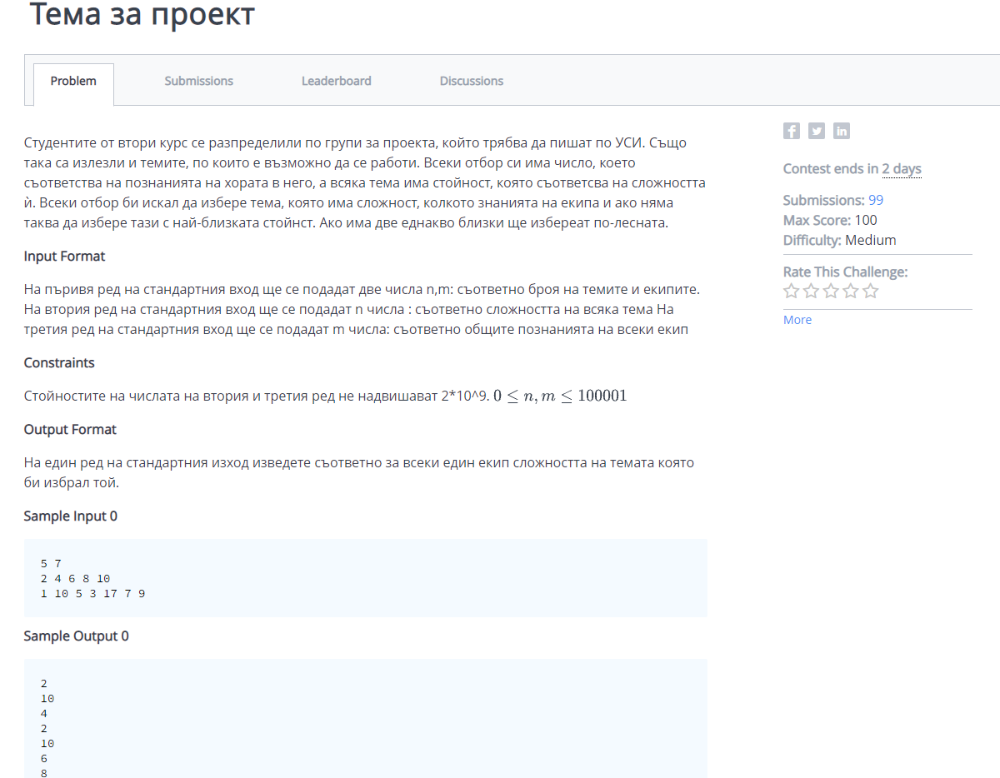 Тема за проект
Problem
Submissions
Leaderboard
Discussions
Студентите от втори курс се разпределили по групи за проекта, който трябва да пишат по УСИ. Също
така са излезли и темите, по които е възможно да се работи. Всеки отбор си има число, което
съответства на познанията на хората в него, а всяка тема има стойност, която съответсва на сложността
ѝ. Всеки отбор би искал да избере тема, която има сложност, колкото знанията на екипа и ако няма
таква да избере тази с най-близката стойнст. Ако има две еднакво близки ще избереат по-лесната.
Input Format
На първия ред на стандартния вход ще се подадат две числа n,m: съответно броя на темите и екипите.
На втория ред на стандартния вход ще се подадат n числа : съответно сложността на всяка тема На
третия ред на стандартния вход ще се подадат m числа: съответно общите познанията на всеки екип
Constraints
Стойностите на числата на втория и третия ред не надвишават 2*10^9. 0 ≤ n, m ≤ 100001
Output Format
На един ред на стандартния изход изведете съответно за всеки един екип сложността на темата която
би избрал той.
Sample Input 0
5 7
2 4 6 8 10
1 10 5 3 17 7 9
Sample Output 0
2
10
4
2
10
6
8
Contest ends in 2 days
Submissions: 99
Max Score: 100
Difficulty: Medium
Rate This Challenge:
More